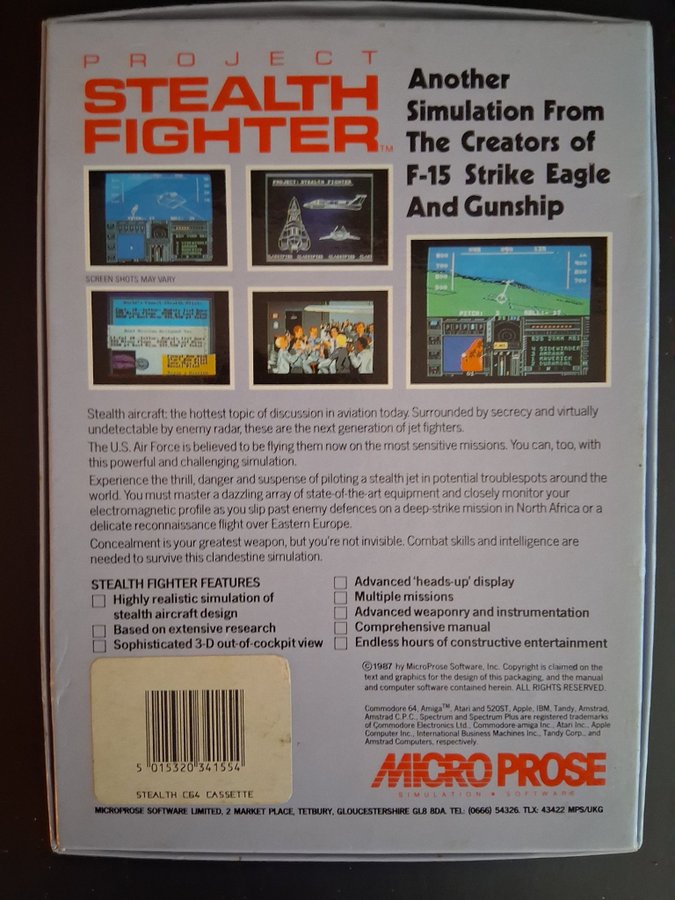 PROJECT
STEALTH
FIGHTER™
Another
Simulation From
The Creators of
F-15 Strike Eagle
And Gunship
PROJECT: STEALTH FIGHTER
CLASSIFIED CLASSIFIED CLASSIFIED
SCREEN SHOTS MAY VARY
PITCH:
Stealth aircraft: the hottest topic of discussion in aviation today. Surrounded by secrecy and virtually
undetectable by enemy radar, these are the next generation of jet fighters.
The U.S. Air Force is believed to be flying them now on the most sensitive missions. You can, too, with
this powerful and challenging simulation.
Experience the thrill, danger and suspense of piloting a stealth jet in potential troublespots around the
world. You must master a dazzling array of state-of-the-art equipment and closely monitor your
electromagnetic profile as you slip past enemy defences on a deep-strike mission in North Africa or a
delicate reconnaissance flight over Eastern Europe.
Concealment is your greatest weapon, but you're not invisible. Combat skills and intelligence are
needed to survive this clandestine simulation.
STEALTH FIGHTER FEATURES
Highly realistic simulation of
stealth aircraft design
Based on extensive research
Sophisticated 3-D out-of-cockpit view
Advanced 'heads-up' display
Multiple missions
Advanced weaponry and instrumentation
Comprehensive manual
Endless hours of constructive entertainment
©1987 by MicroProse Software, Inc. Copyright is claimed on the
text and graphics for the design of this packaging, and the manual
and computer software contained herein. ALL RIGHTS RESERVED.
Commodore 64, Amiga™, Atari and 520ST, Apple, IBM, Tandy, Amstrad,
Amstrad C.P.C., Spectrum and Spectrum Plus are registered trademarks
of Commodore Electronics Ltd., Commodore-amiga Inc., Atari Inc., Apple
Computer Inc., International Business Machines Inc., Tandy Corp., and
Amstrad Computers, respectively.
5 015320 341554
STEALTH C64 CASSETTE
MICRO PROSE
SIMULATION • SOFTWARE
MICROPROSE SOFTWARE LIMITED, 2 MARKET PLACE, TETBURY, GLOUCESTERSHIRE GL8 8DA. TEL: (0666) 54326. TLX: 43422 MPS/UKG